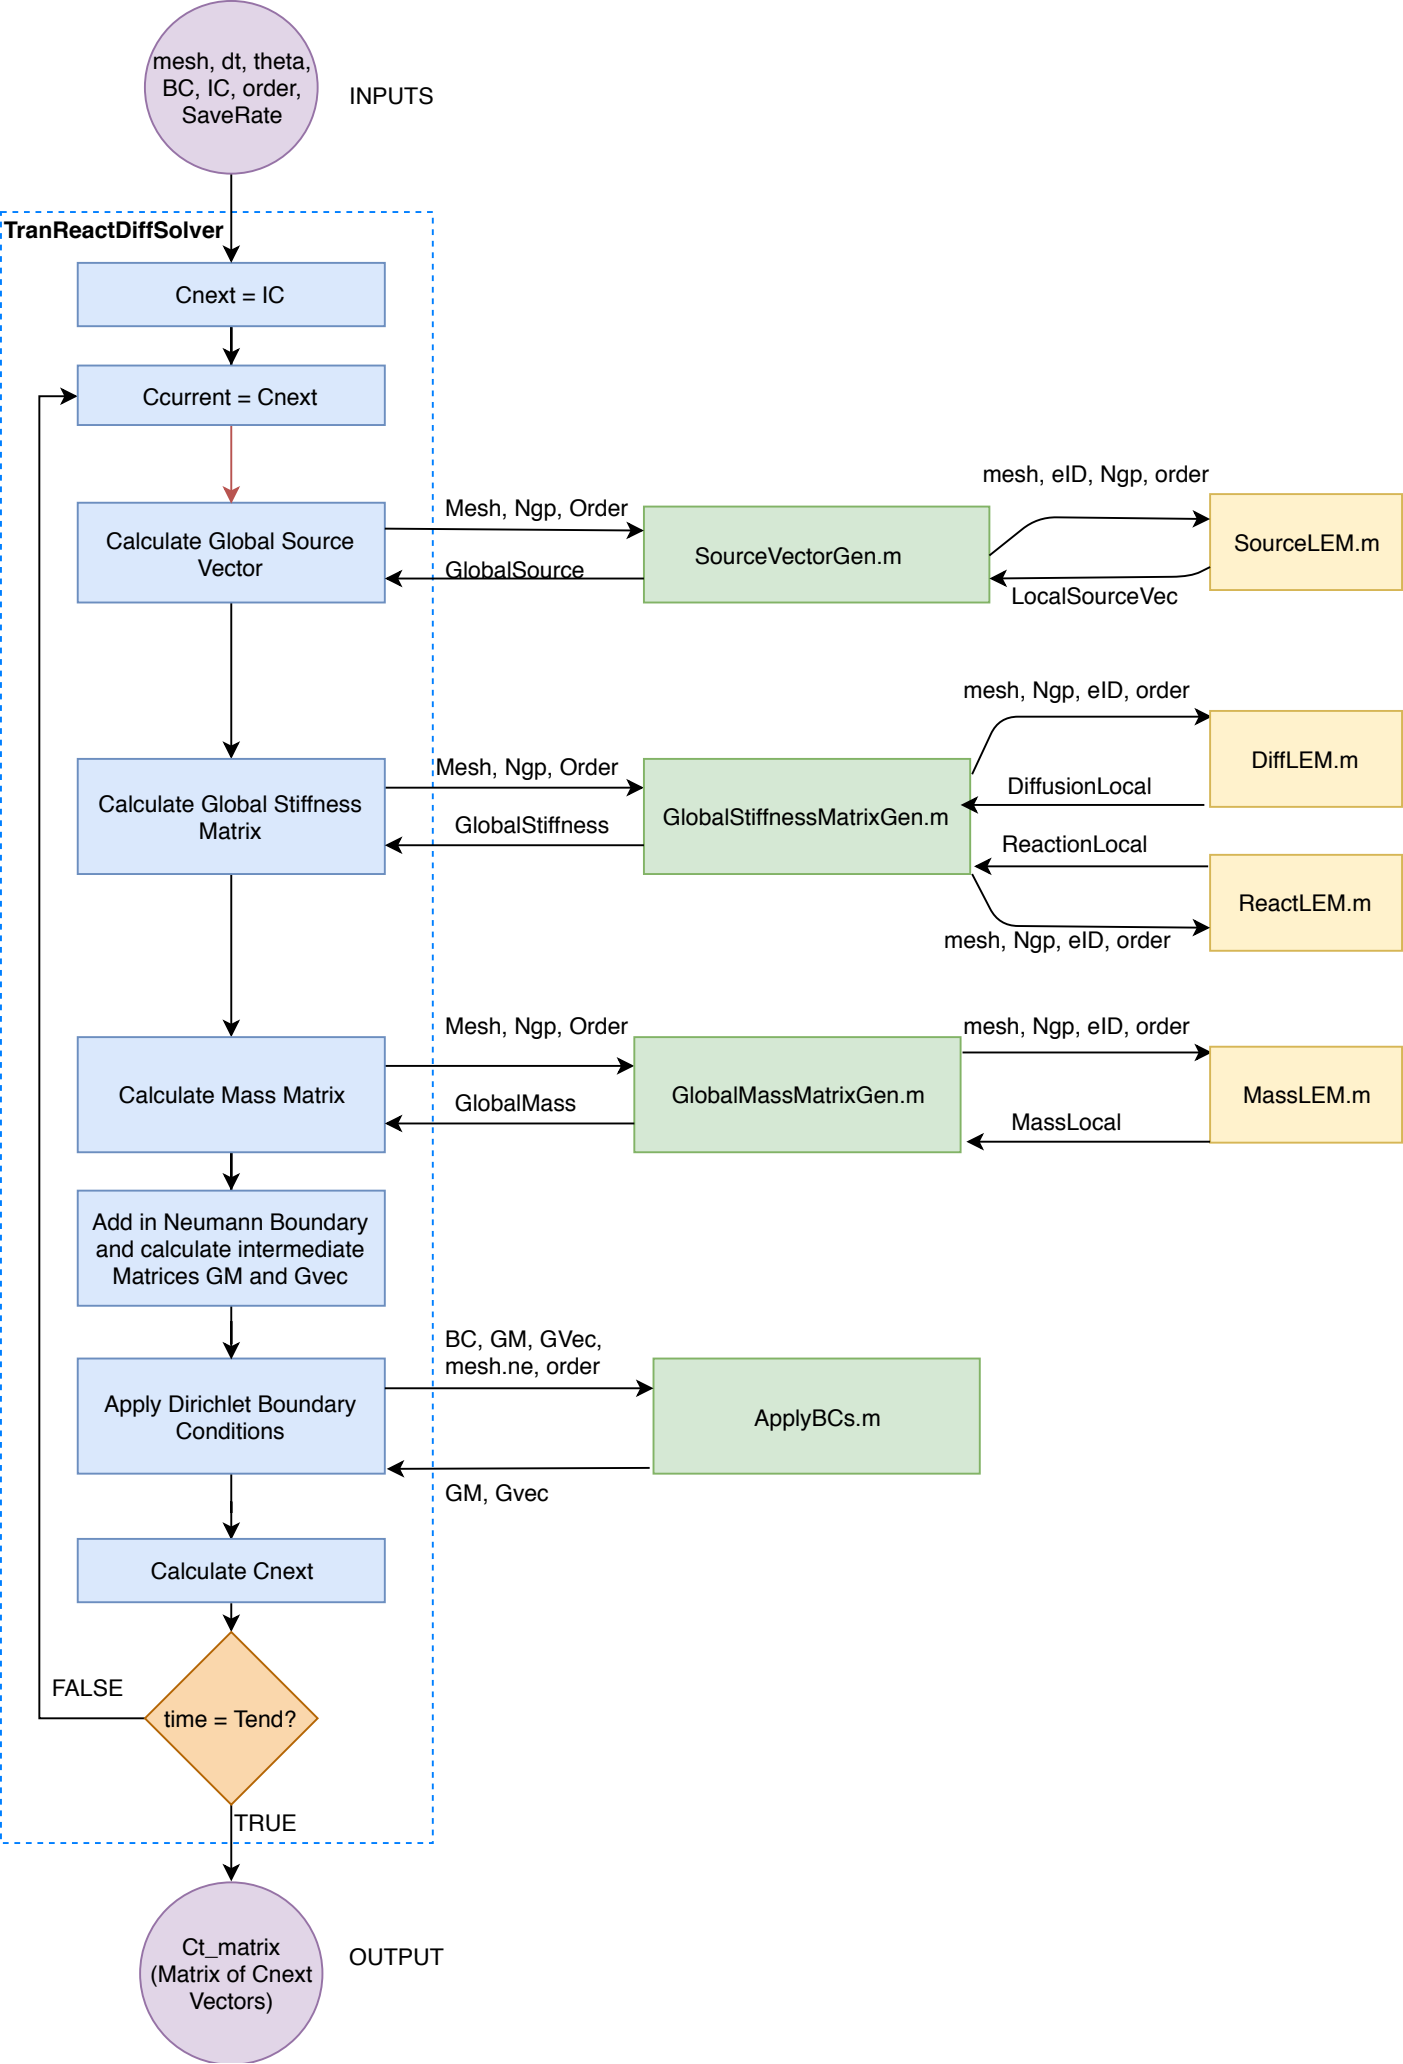 mesh, dt, theta,
BC, IC, order,
SaveRate
INPUTS
TranReactDiffSolver
Cnext = IC
Ccurrent = Cnext
Calculate Global Source
Vector
Mesh, Ngp, Order
GlobalSource
SourceVectorGen.m
mesh, eID, Ngp, order
LocalSourceVec
SourceLEM.m
Calculate Global Stiffness
Matrix
Mesh, Ngp, Order
GlobalStiffness
GlobalStiffnessMatrixGen.m
mesh, Ngp, eID, order
DiffusionLocal
DiffLEM.m
ReactionLocal
mesh, Ngp, eID, order
ReactLEM.m
Calculate Mass Matrix
Mesh, Ngp, Order
GlobalMass
GlobalMassMatrixGen.m
mesh, Ngp, eID, order
MassLocal
MassLEM.m
Add in Neumann Boundary
and calculate intermediate
Matrices GM and Gvec
Apply Dirichlet Boundary
Conditions
BC, GM, GVec,
mesh.ne, order
GM, Gvec
ApplyBCs.m
Calculate Cnext
time = Tend?
FALSE
TRUE
Ct_matrix
(Matrix of Cnext
Vectors)
OUTPUT